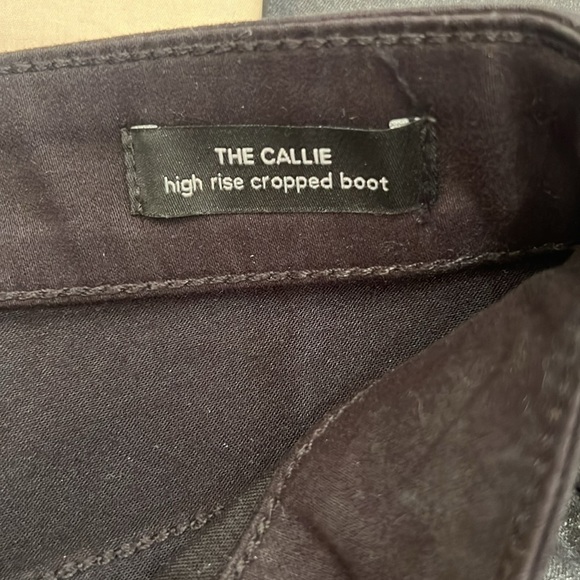 THE CALLIE
high rise cropped boot